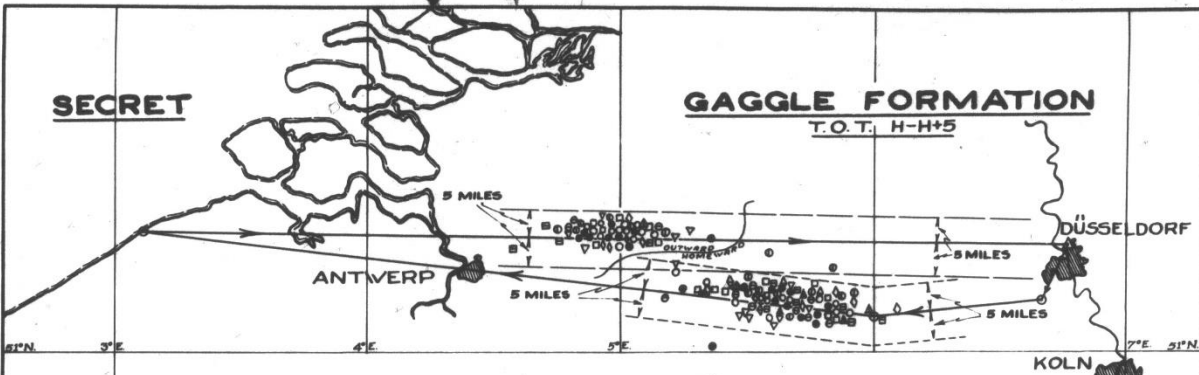 SECRET
GAGGLE FORMATION
T.O.T. H-H+5
5 MILES
DÜSSELDORF
OUTWARD
HOMEWARD
5 MILES
ANTWERP
5 MILES
5 MILES
51°N. 3°E. 4°E. 5°E. 7°E. 51°N.
KOLN